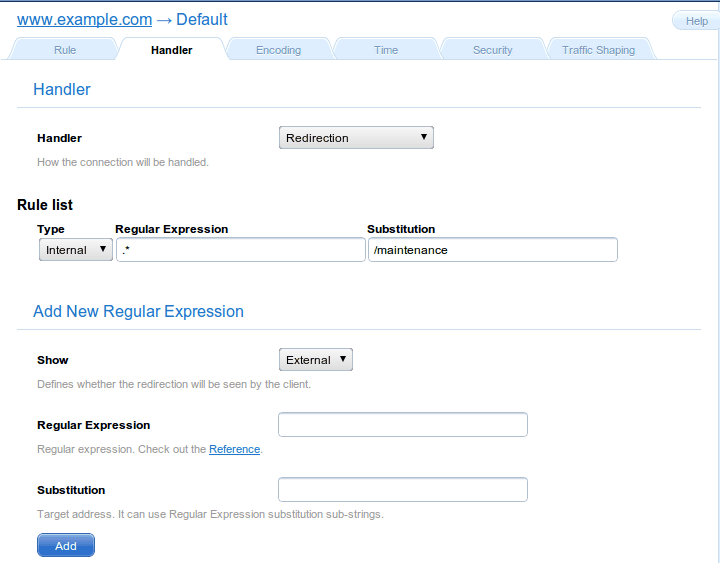 www.example.com → Default
Help
Rule Handler Encoding Time Security Traffic Shaping
Handler
Handler Redirection
How the connection will be handled.
Rule list
Type Regular Expression Substitution
Internal .* /maintenance
Add New Regular Expression
Show External
Defines whether the redirection will be seen by the client.
Regular Expression
Regular expression. Check out the Reference.
Substitution
Target address. It can use Regular Expression substitution sub-strings.
Add